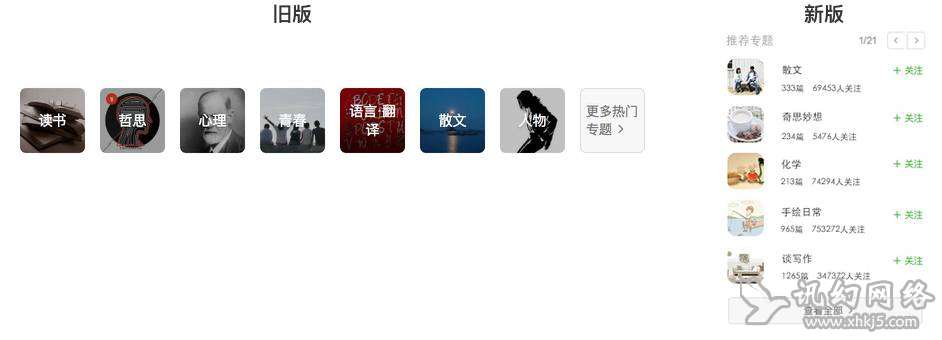 旧版
新版
读书
哲思
心理
青春
语言·翻
译
散文
人物
更多热门
专题 >
推荐专题 1/21 < >
散文 + 关注
333篇 69453人关注
奇思妙想 + 关注
234篇 5476人关注
化学 + 关注
213篇 74294人关注
手绘日常 + 关注
965篇 753272人关注
谈写作 + 关注
1265篇 347372人关注
查看全部 >
讯幻网络
www.xhkj5.com